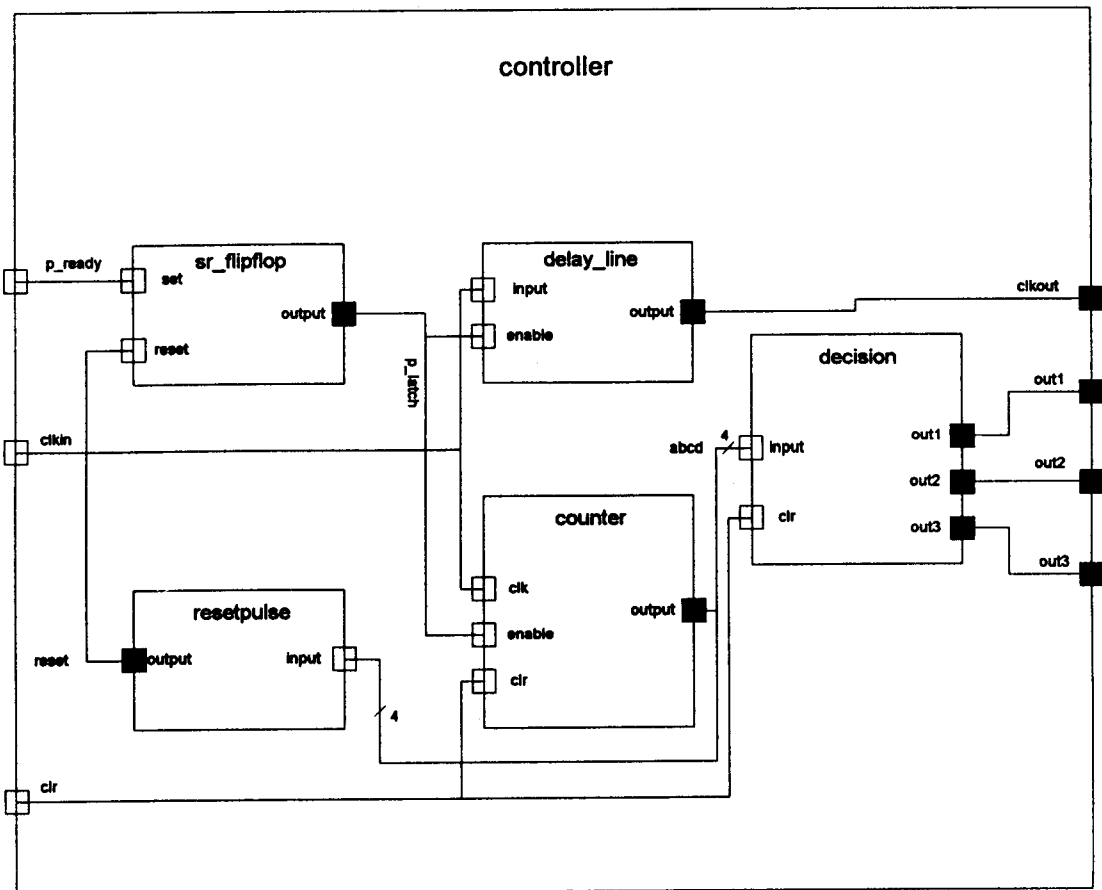 controller
p_ready
sr_flipflop
set
output
reset
delay_line
input
output
enable
clkout
p_latch
decision
out1
out1
input
abcd
4
out2
out2
clr
out3
out3
clkin
counter
clk
output
enable
clr
resetpulse
reset
output
input
4
clr